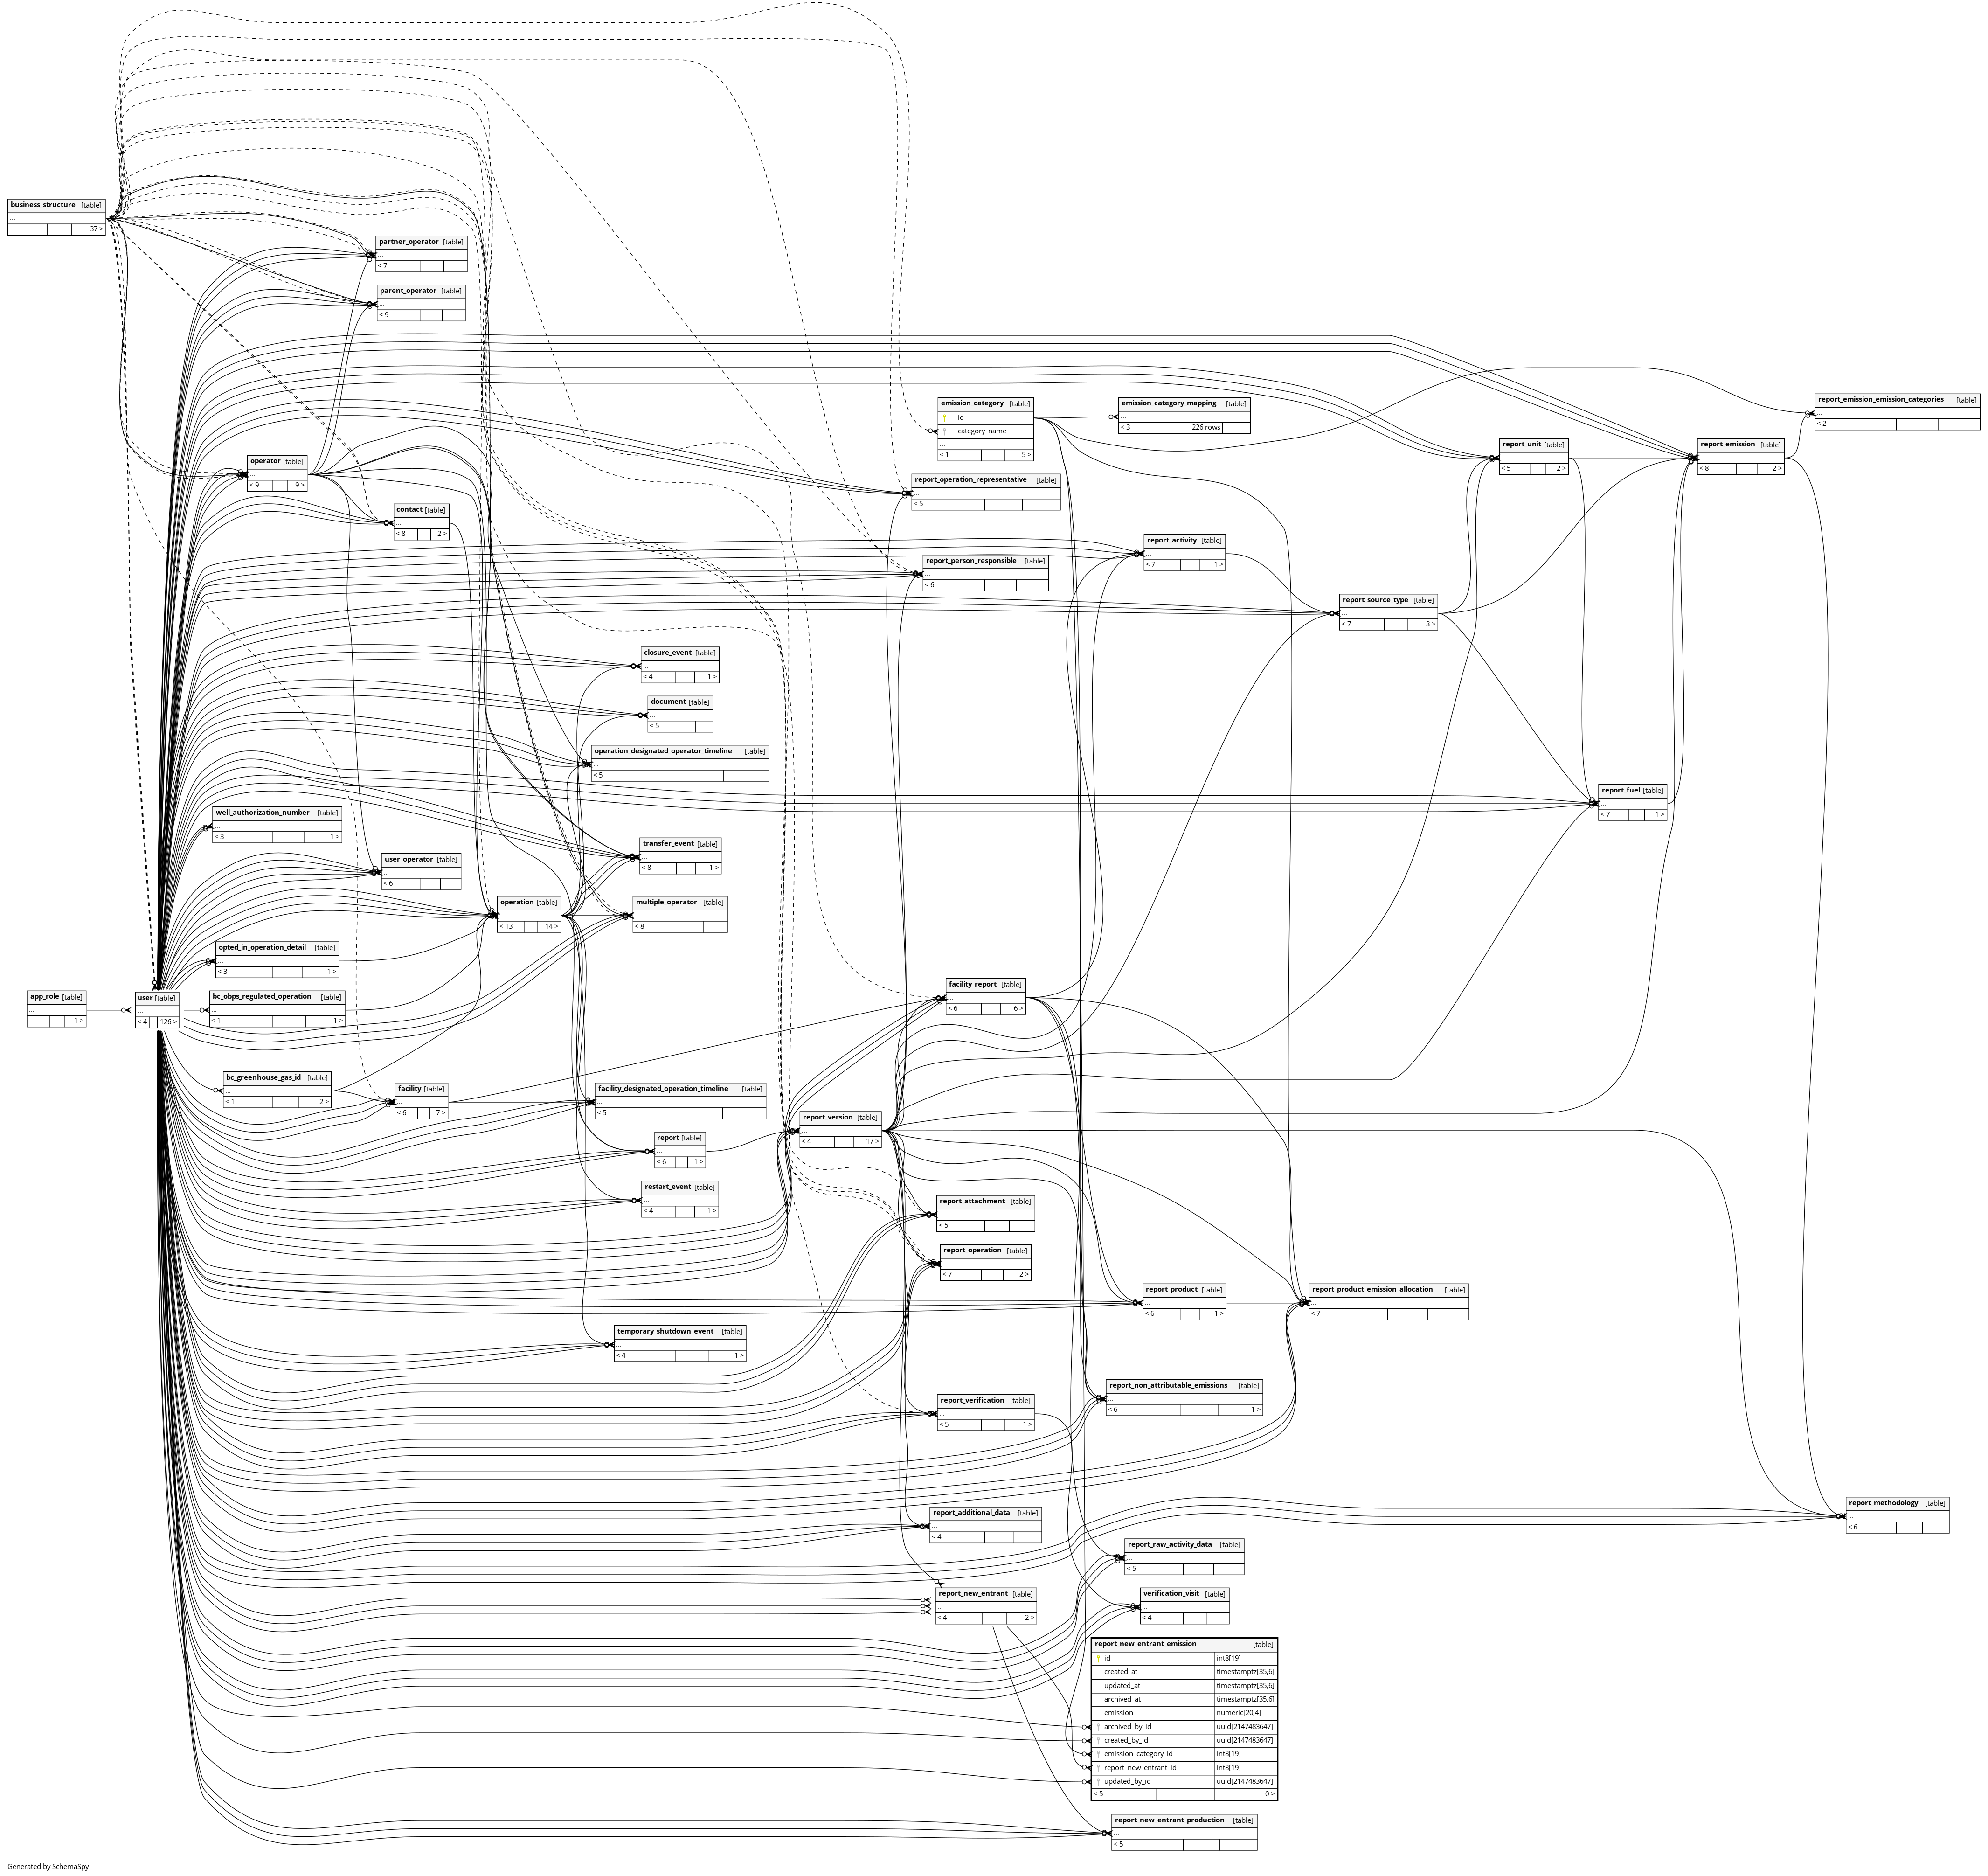 business_structure [table]
...
37 >
partner_operator [table]
...
< 7
parent_operator [table]
...
< 9
emission_category [table]
id
category_name
...
< 1 5 >
emission_category_mapping [table]
...
< 3 226 rows
report_emission_emission_categories [table]
...
< 2
report_unit [table]
...
< 5 2 >
report_emission [table]
...
< 8 2 >
operator [table]
...
< 9 9 >
report_operation_representative [table]
...
< 5
contact [table]
...
< 8 2 >
report_activity [table]
...
< 7 1 >
report_person_responsible [table]
...
< 6
report_source_type [table]
...
< 7 3 >
closure_event [table]
...
< 4 1 >
document [table]
...
< 5
operation_designated_operator_timeline [table]
...
< 5
report_fuel [table]
...
< 7 1 >
well_authorization_number [table]
...
< 3 1 >
transfer_event [table]
...
< 8 1 >
user_operator [table]
...
< 6
operation [table]
...
< 13 14 >
multiple_operator [table]
...
< 8
opted_in_operation_detail [table]
...
< 3 1 >
app_role [table]
...
1 >
user [table]
...
< 4 126 >
bc_obps_regulated_operation [table]
...
< 1 1 >
facility_report [table]
...
< 6 6 >
bc_greenhouse_gas_id [table]
...
< 1 2 >
facility [table]
...
< 6 7 >
facility_designated_operation_timeline [table]
...
< 5
report_version [table]
...
< 4 17 >
report [table]
...
< 6 1 >
restart_event [table]
...
< 4 1 >
report_attachment [table]
...
< 5
report_operation [table]
...
< 7 2 >
report_product [table]
...
< 6 1 >
report_product_emission_allocation [table]
...
< 7
temporary_shutdown_event [table]
...
< 4 1 >
report_non_attributable_emissions [table]
...
< 6 1 >
report_verification [table]
...
< 5 1 >
report_methodology [table]
...
< 6
report_additional_data [table]
...
< 4
report_raw_activity_data [table]
...
< 5
report_new_entrant [table]
...
< 4 2 >
verification_visit [table]
...
< 4
report_new_entrant_emission [table]
id int8[19]
created_at timestamptz[35,6]
updated_at timestamptz[35,6]
archived_at timestamptz[35,6]
emission numeric[20,4]
archived_by_id uuid[2147483647]
created_by_id uuid[2147483647]
emission_category_id int8[19]
report_new_entrant_id int8[19]
updated_by_id uuid[2147483647]
< 5 0 >
report_new_entrant_production [table]
...
< 5
Generated by SchemaSpy